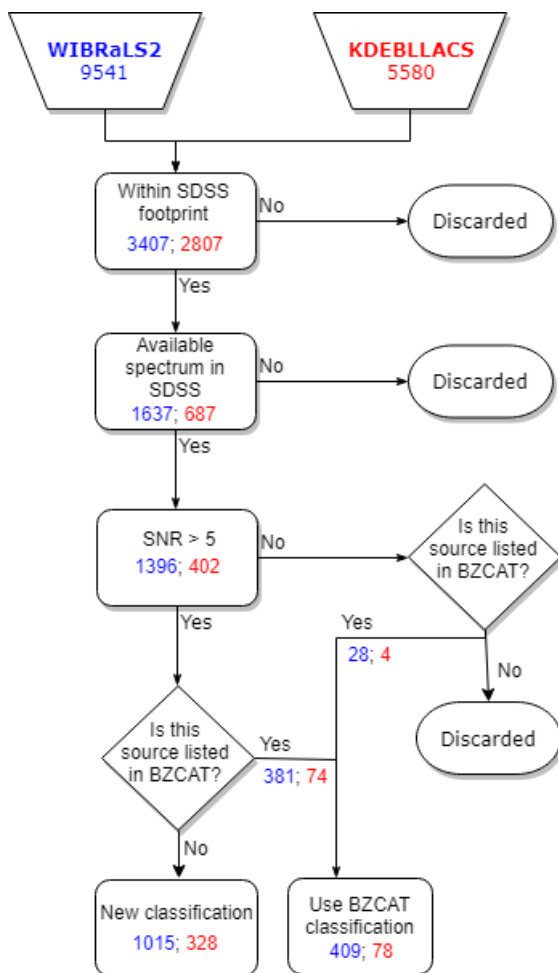 WIBRaLS2
9541
KDEBLLACS
5580
Within SDSS
footprint
3407; 2807
No
Discarded
Yes
Available
spectrum in
SDSS
1637; 687
No
Discarded
Yes
SNR > 5
1396; 402
No
Is this
source listed
in BZCAT?
Yes
Yes
28; 4
No
Discarded
Is this
source listed
in BZCAT?
Yes
381; 74
No
New classification
1015; 328
Use BZCAT
classification
409; 78